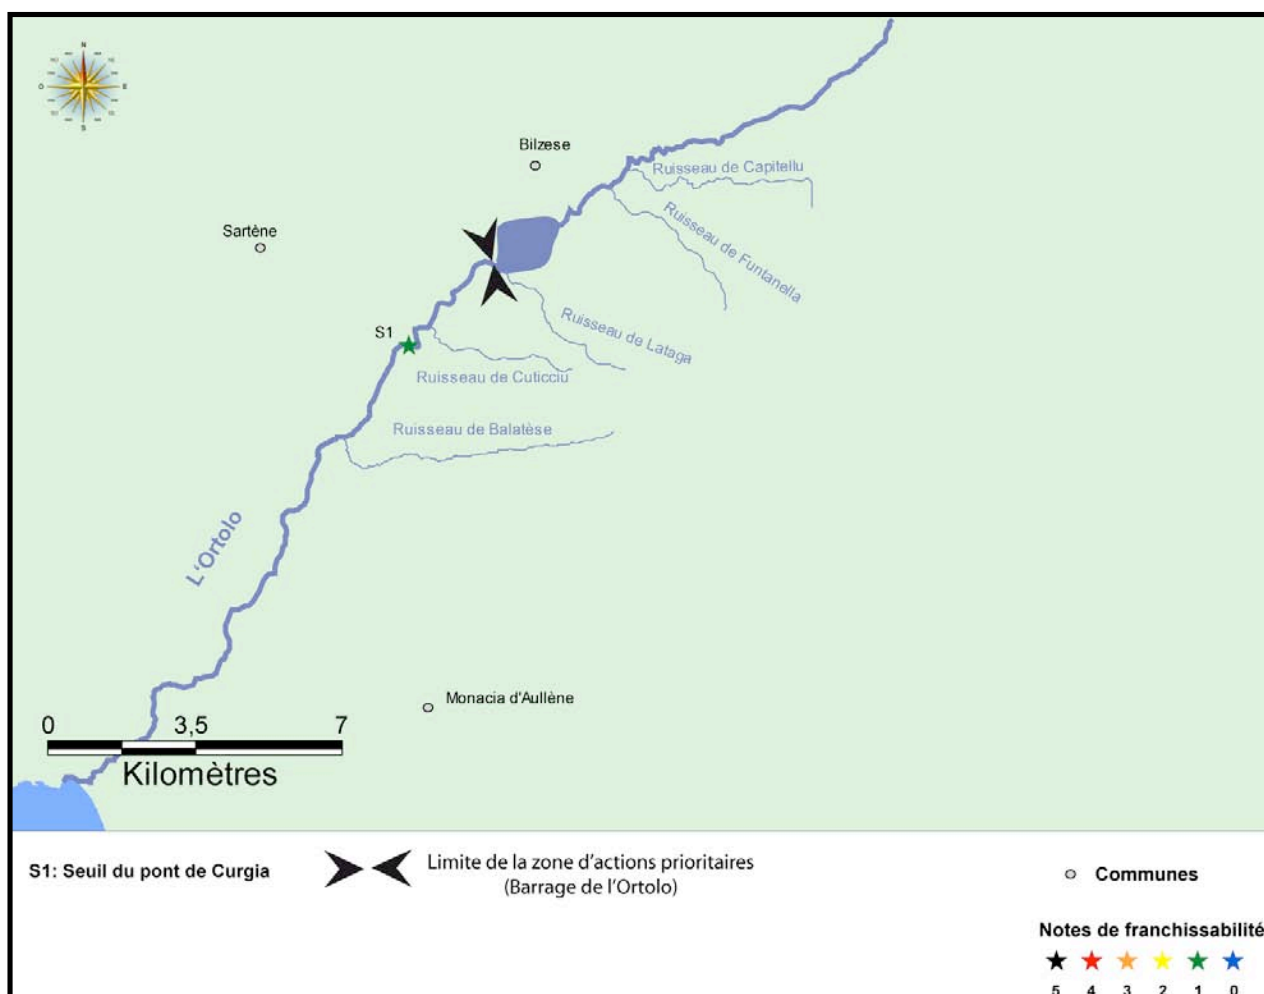 N
O
E
S
Bilzese
Ruisseau de Capitellu
Ruisseau de Funtanella
Sartène
Ruisseau de Lataga
S1
Ruisseau de Cuticciu
Ruisseau de Balatèse
L'Ortolo
Monacia d'Aullène
0 3,5 7
Kilomètres
S1: Seuil du pont de Curgia
Limite de la zone d'actions prioritaires
(Barrage de l'Ortolo)
Communes
Notes de franchissabilité
5 4 3 2 1 0